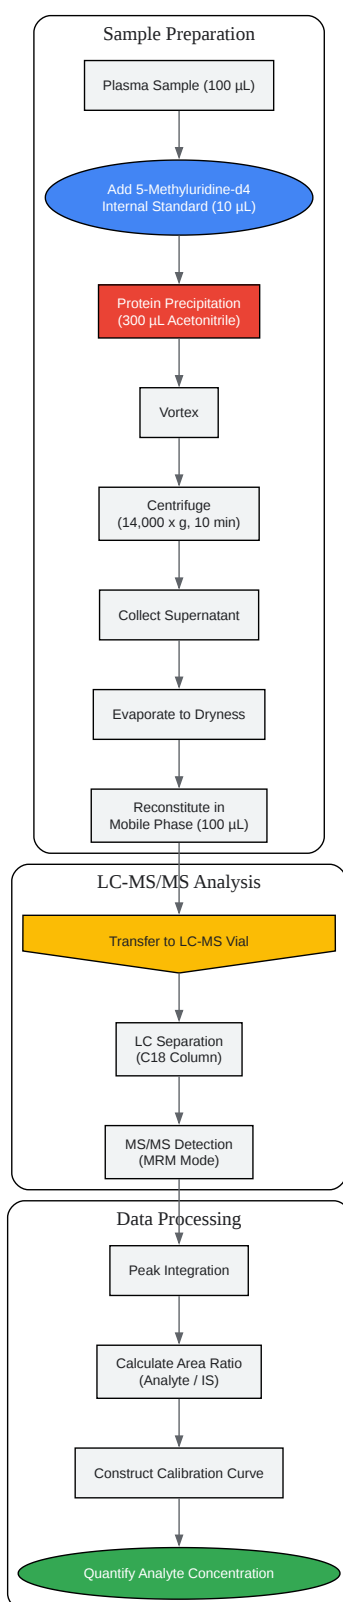 Sample Preparation
Plasma Sample (100 µL)
Add 5-Methyluridine-d4
Internal Standard (10 µL)
Protein Precipitation
(300 µL Acetonitrile)
Vortex
Centrifuge
(14,000 x g, 10 min)
Collect Supernatant
Evaporate to Dryness
Reconstitute in
Mobile Phase (100 µL)
LC-MS/MS Analysis
Transfer to LC-MS Vial
LC Separation
(C18 Column)
MS/MS Detection
(MRM Mode)
Data Processing
Peak Integration
Calculate Area Ratio
(Analyte / IS)
Construct Calibration Curve
Quantify Analyte Concentration